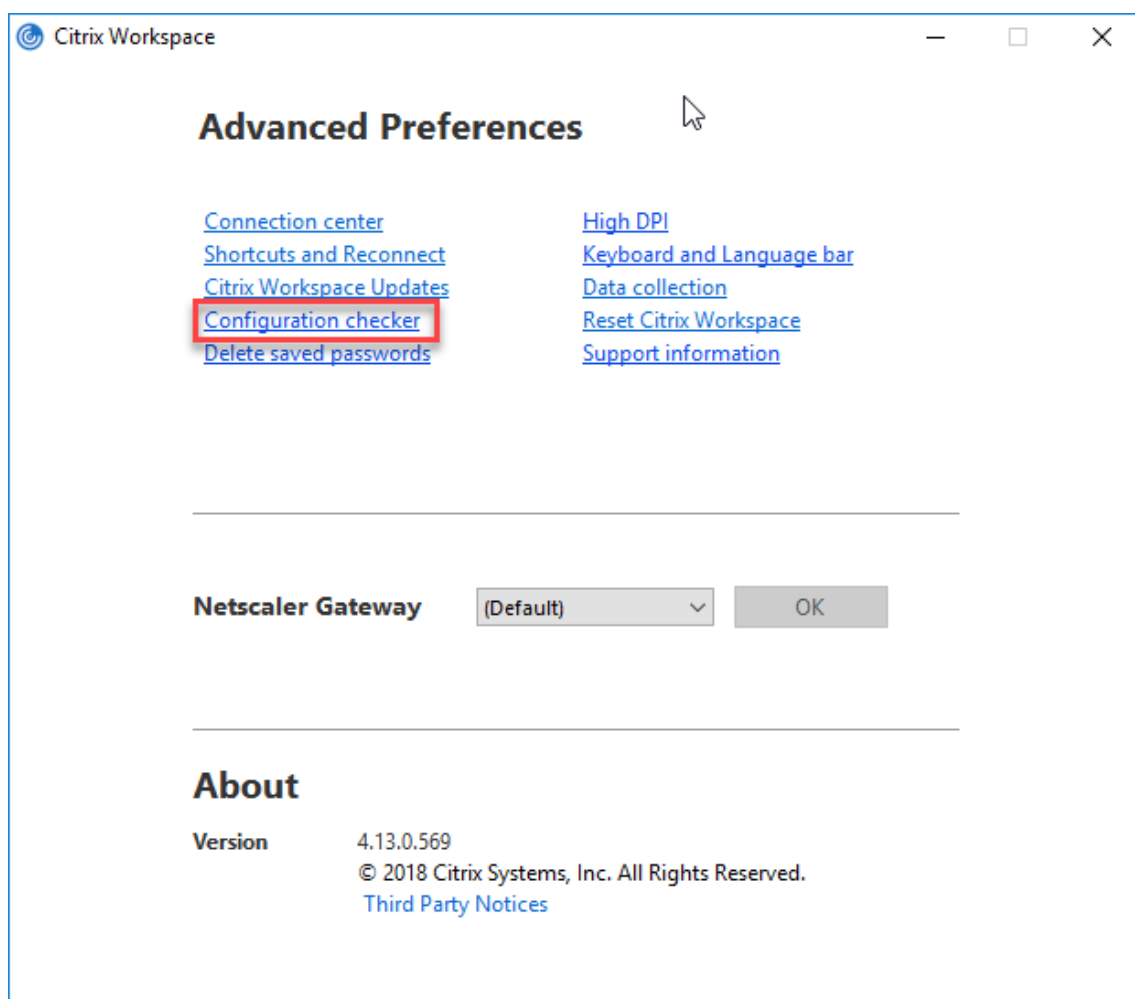 Citrix Workspace
Advanced Preferences
Connection center
Shortcuts and Reconnect
Citrix Workspace Updates
Configuration checker
Delete saved passwords
High DPI
Keyboard and Language bar
Data collection
Reset Citrix Workspace
Support information
Netscaler Gateway (Default) OK
About
Version 4.13.0.569
© 2018 Citrix Systems, Inc. All Rights Reserved.
Third Party Notices